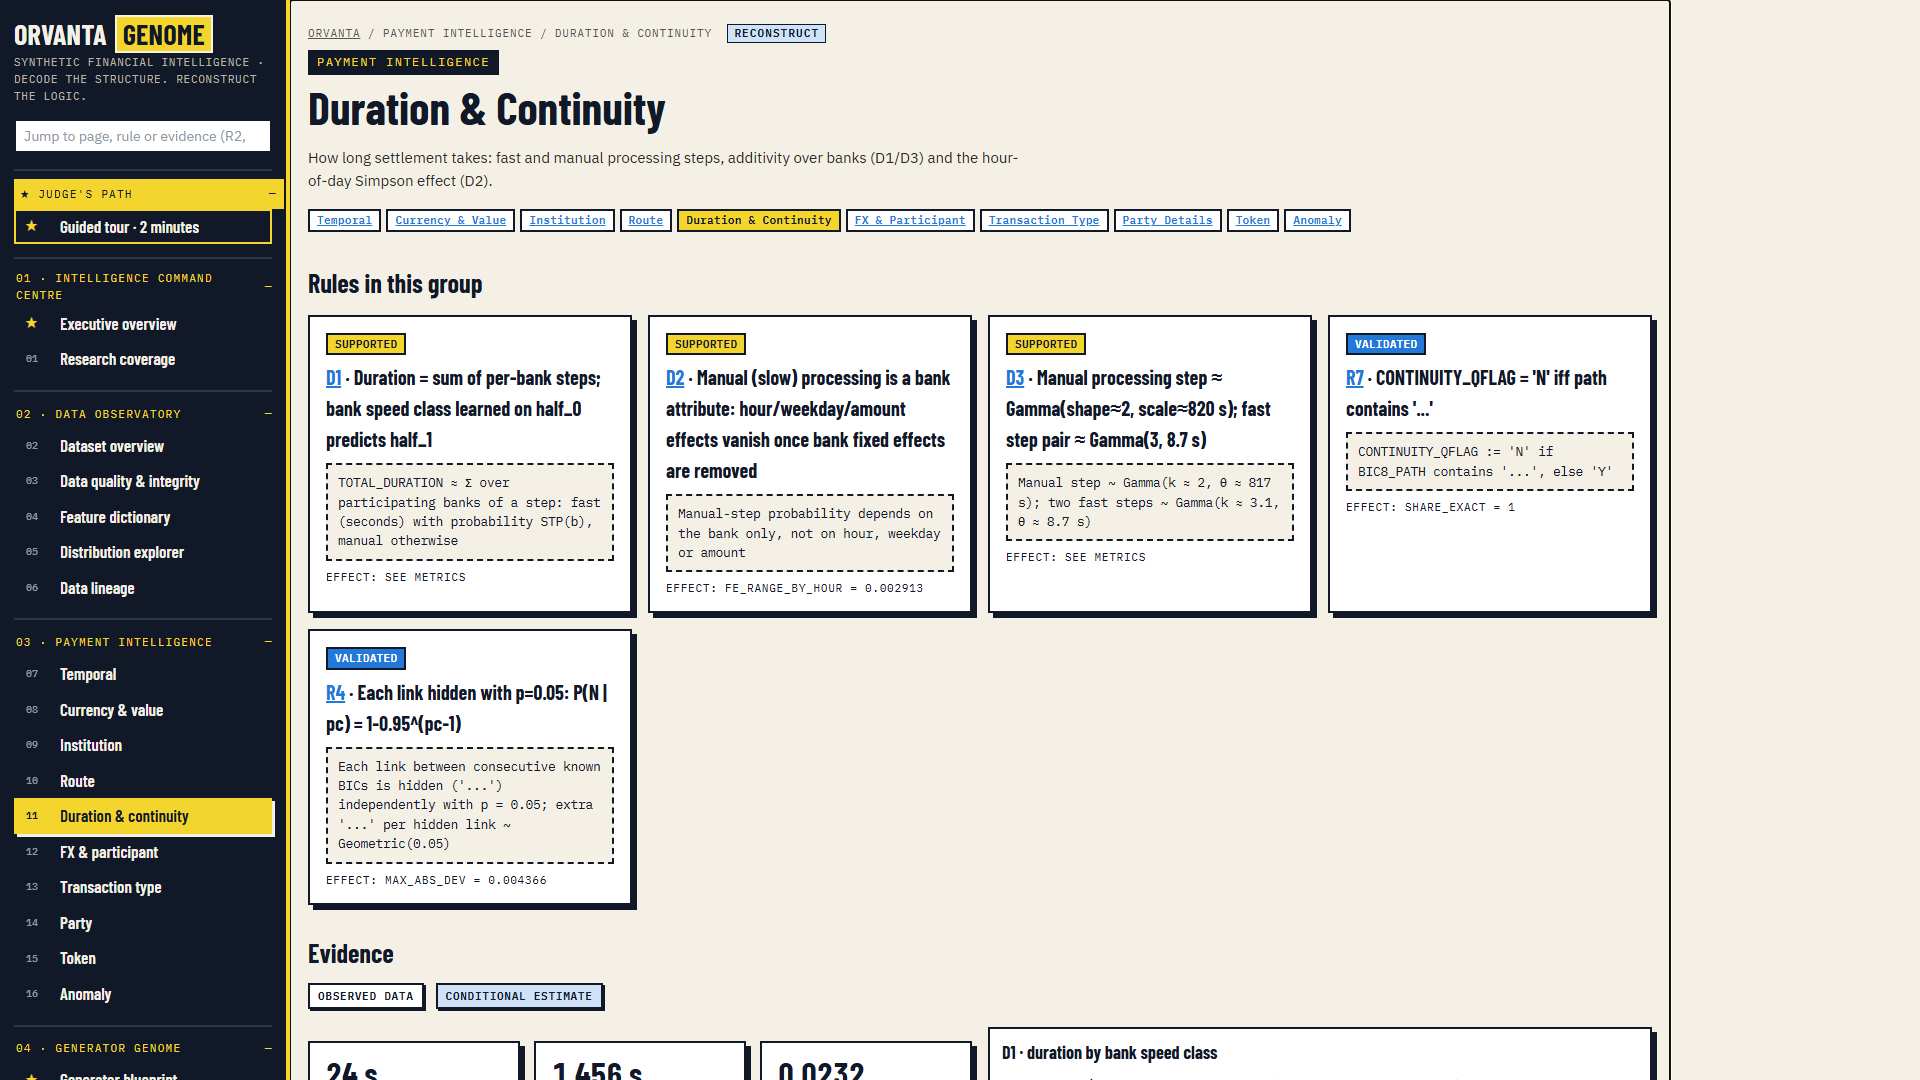 ORVANTA GENOME
SYNTHETIC FINANCIAL INTELLIGENCE ·
DECODE THE STRUCTURE. RECONSTRUCT
THE LOGIC.
Jump to page, rule or evidence (R2,
★ JUDGE'S PATH –
★ Guided tour · 2 minutes
01 · INTELLIGENCE COMMAND
CENTRE –
★ Executive overview
01 Research coverage
02 · DATA OBSERVATORY –
02 Dataset overview
03 Data quality & integrity
04 Feature dictionary
05 Distribution explorer
06 Data lineage
03 · PAYMENT INTELLIGENCE –
07 Temporal
08 Currency & value
09 Institution
10 Route
11 Duration & continuity
12 FX & participant
13 Transaction type
14 Party
15 Token
16 Anomaly
04 · GENERATOR GENOME –
★ Generator blueprint
ORVANTA / PAYMENT INTELLIGENCE / DURATION & CONTINUITY RECONSTRUCT
PAYMENT INTELLIGENCE
Duration & Continuity
How long settlement takes: fast and manual processing steps, additivity over banks (D1/D3) and the hour-
of-day Simpson effect (D2).
Temporal Currency & Value Institution Route Duration & Continuity FX & Participant Transaction Type Party Details Token Anomaly
Rules in this group
SUPPORTED
D1 · Duration = sum of per-bank steps;
bank speed class learned on half_0
predicts half_1
TOTAL_DURATION ≈ Σ over
participating banks of a step: fast
(seconds) with probability STP(b),
manual otherwise
EFFECT: SEE METRICS
SUPPORTED
D2 · Manual (slow) processing is a bank
attribute: hour/weekday/amount
effects vanish once bank fixed effects
are removed
Manual-step probability depends on
the bank only, not on hour, weekday
or amount
EFFECT: FE_RANGE_BY_HOUR = 0.002913
SUPPORTED
D3 · Manual processing step ≈
Gamma(shape≈2, scale≈820 s); fast
step pair ≈ Gamma(3, 8.7 s)
Manual step ~ Gamma(k ≈ 2, θ ≈ 817
s); two fast steps ~ Gamma(k ≈ 3.1,
θ ≈ 8.7 s)
EFFECT: SEE METRICS
VALIDATED
R7 · CONTINUITY_QFLAG = 'N' iff path
contains '...'
CONTINUITY_QFLAG := 'N' if
BIC8_PATH contains '...', else 'Y'
EFFECT: SHARE_EXACT = 1
VALIDATED
R4 · Each link hidden with p=0.05: P(N |
pc) = 1-0.95^(pc-1)
Each link between consecutive known
BICs is hidden ('...')
independently with p = 0.05; extra
'...' per hidden link ~
Geometric(0.05)
EFFECT: MAX_ABS_DEV = 0.004366
Evidence
OBSERVED DATA CONDITIONAL ESTIMATE
24 s
1,456 s
0.0232
D1 · duration by bank speed class